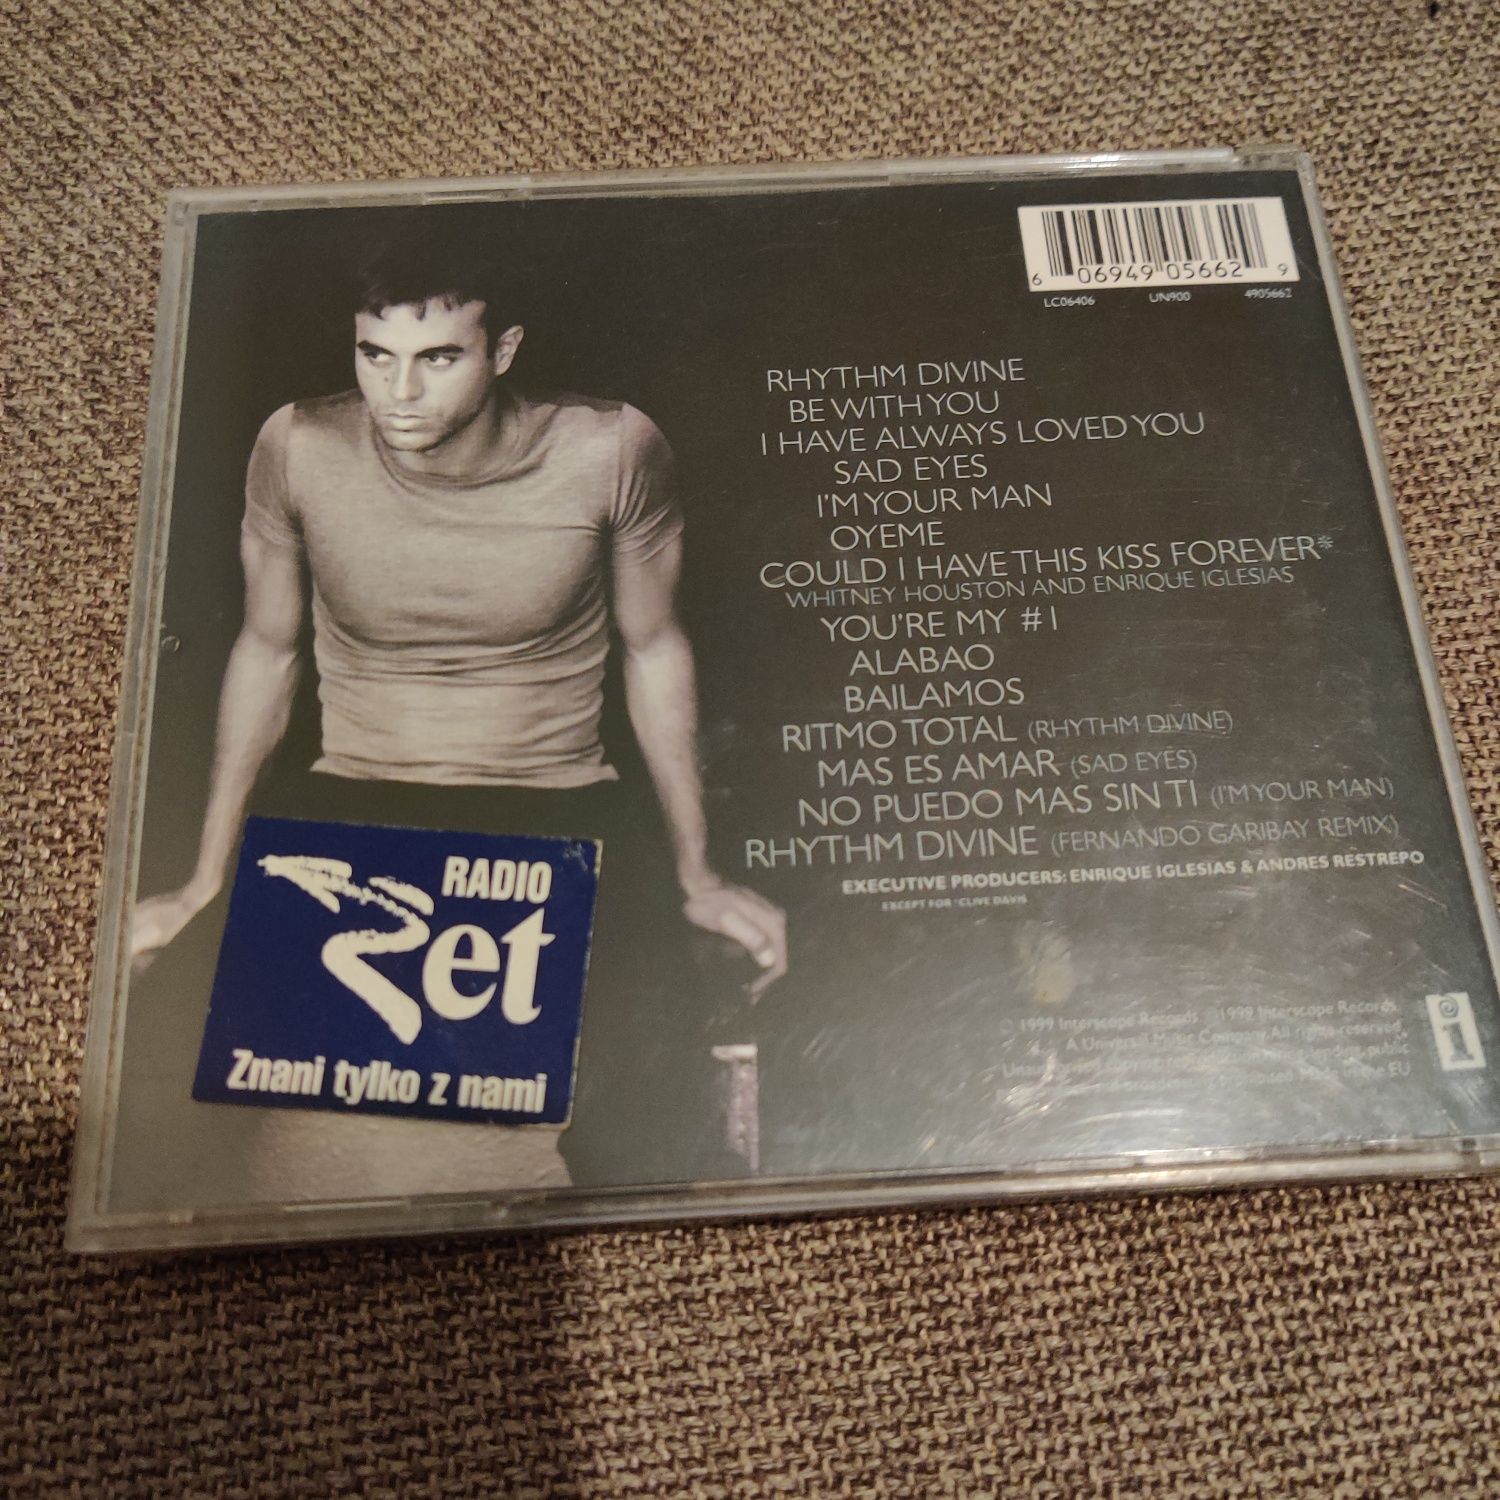 6 06949 05662 9
LC06406 UN900 4905662
RHYTHM DIVINE
BE WITH YOU
I HAVE ALWAYS LOVED YOU
SAD EYES
I'M YOUR MAN
OYEME
COULD I HAVE THIS KISS FOREVER*
WHITNEY HOUSTON AND ENRIQUE IGLESIAS
YOU'RE MY #1
ALABAO
BAILAMOS
RITMO TOTAL (RHYTHM DIVINE)
MAS ES AMAR (SAD EYES)
NO PUEDO MAS SIN TI (I'M YOUR MAN)
RHYTHM DIVINE (FERNANDO GARIBAY REMIX)
EXECUTIVE PRODUCERS: ENRIQUE IGLESIAS & ANDRES RESTREPO
EXCEPT FOR *CLIVE DAVIS
RADIO
Zet
Znani tylko z nami
1999 Interscope Records 1999 Interscope Records.
A Universal Music Company. All rights reserved.
public
Made in the EU
i